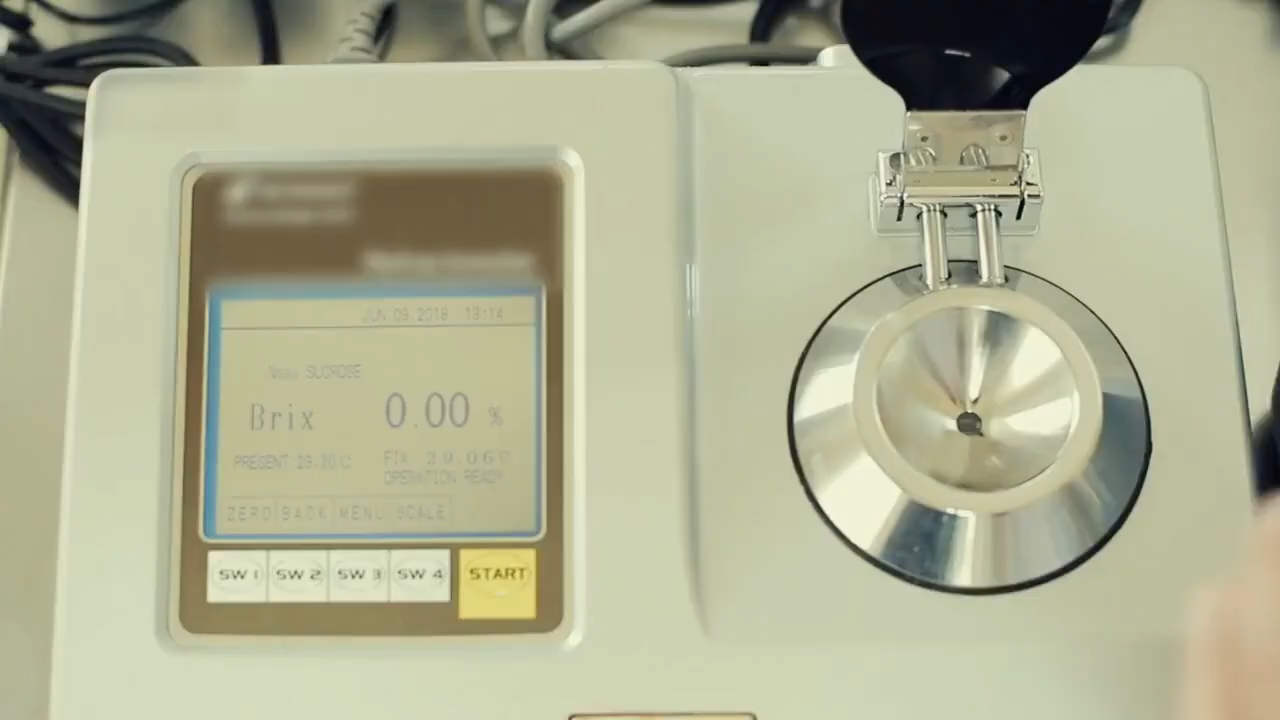 JUN 09.2018 13:14
SUCROSE
Brix 0.00 %
PRESENT
OPERATION READY
ZERO BACK MENU SCALE
SW 1 SW 2 SW 3 SW 4 START